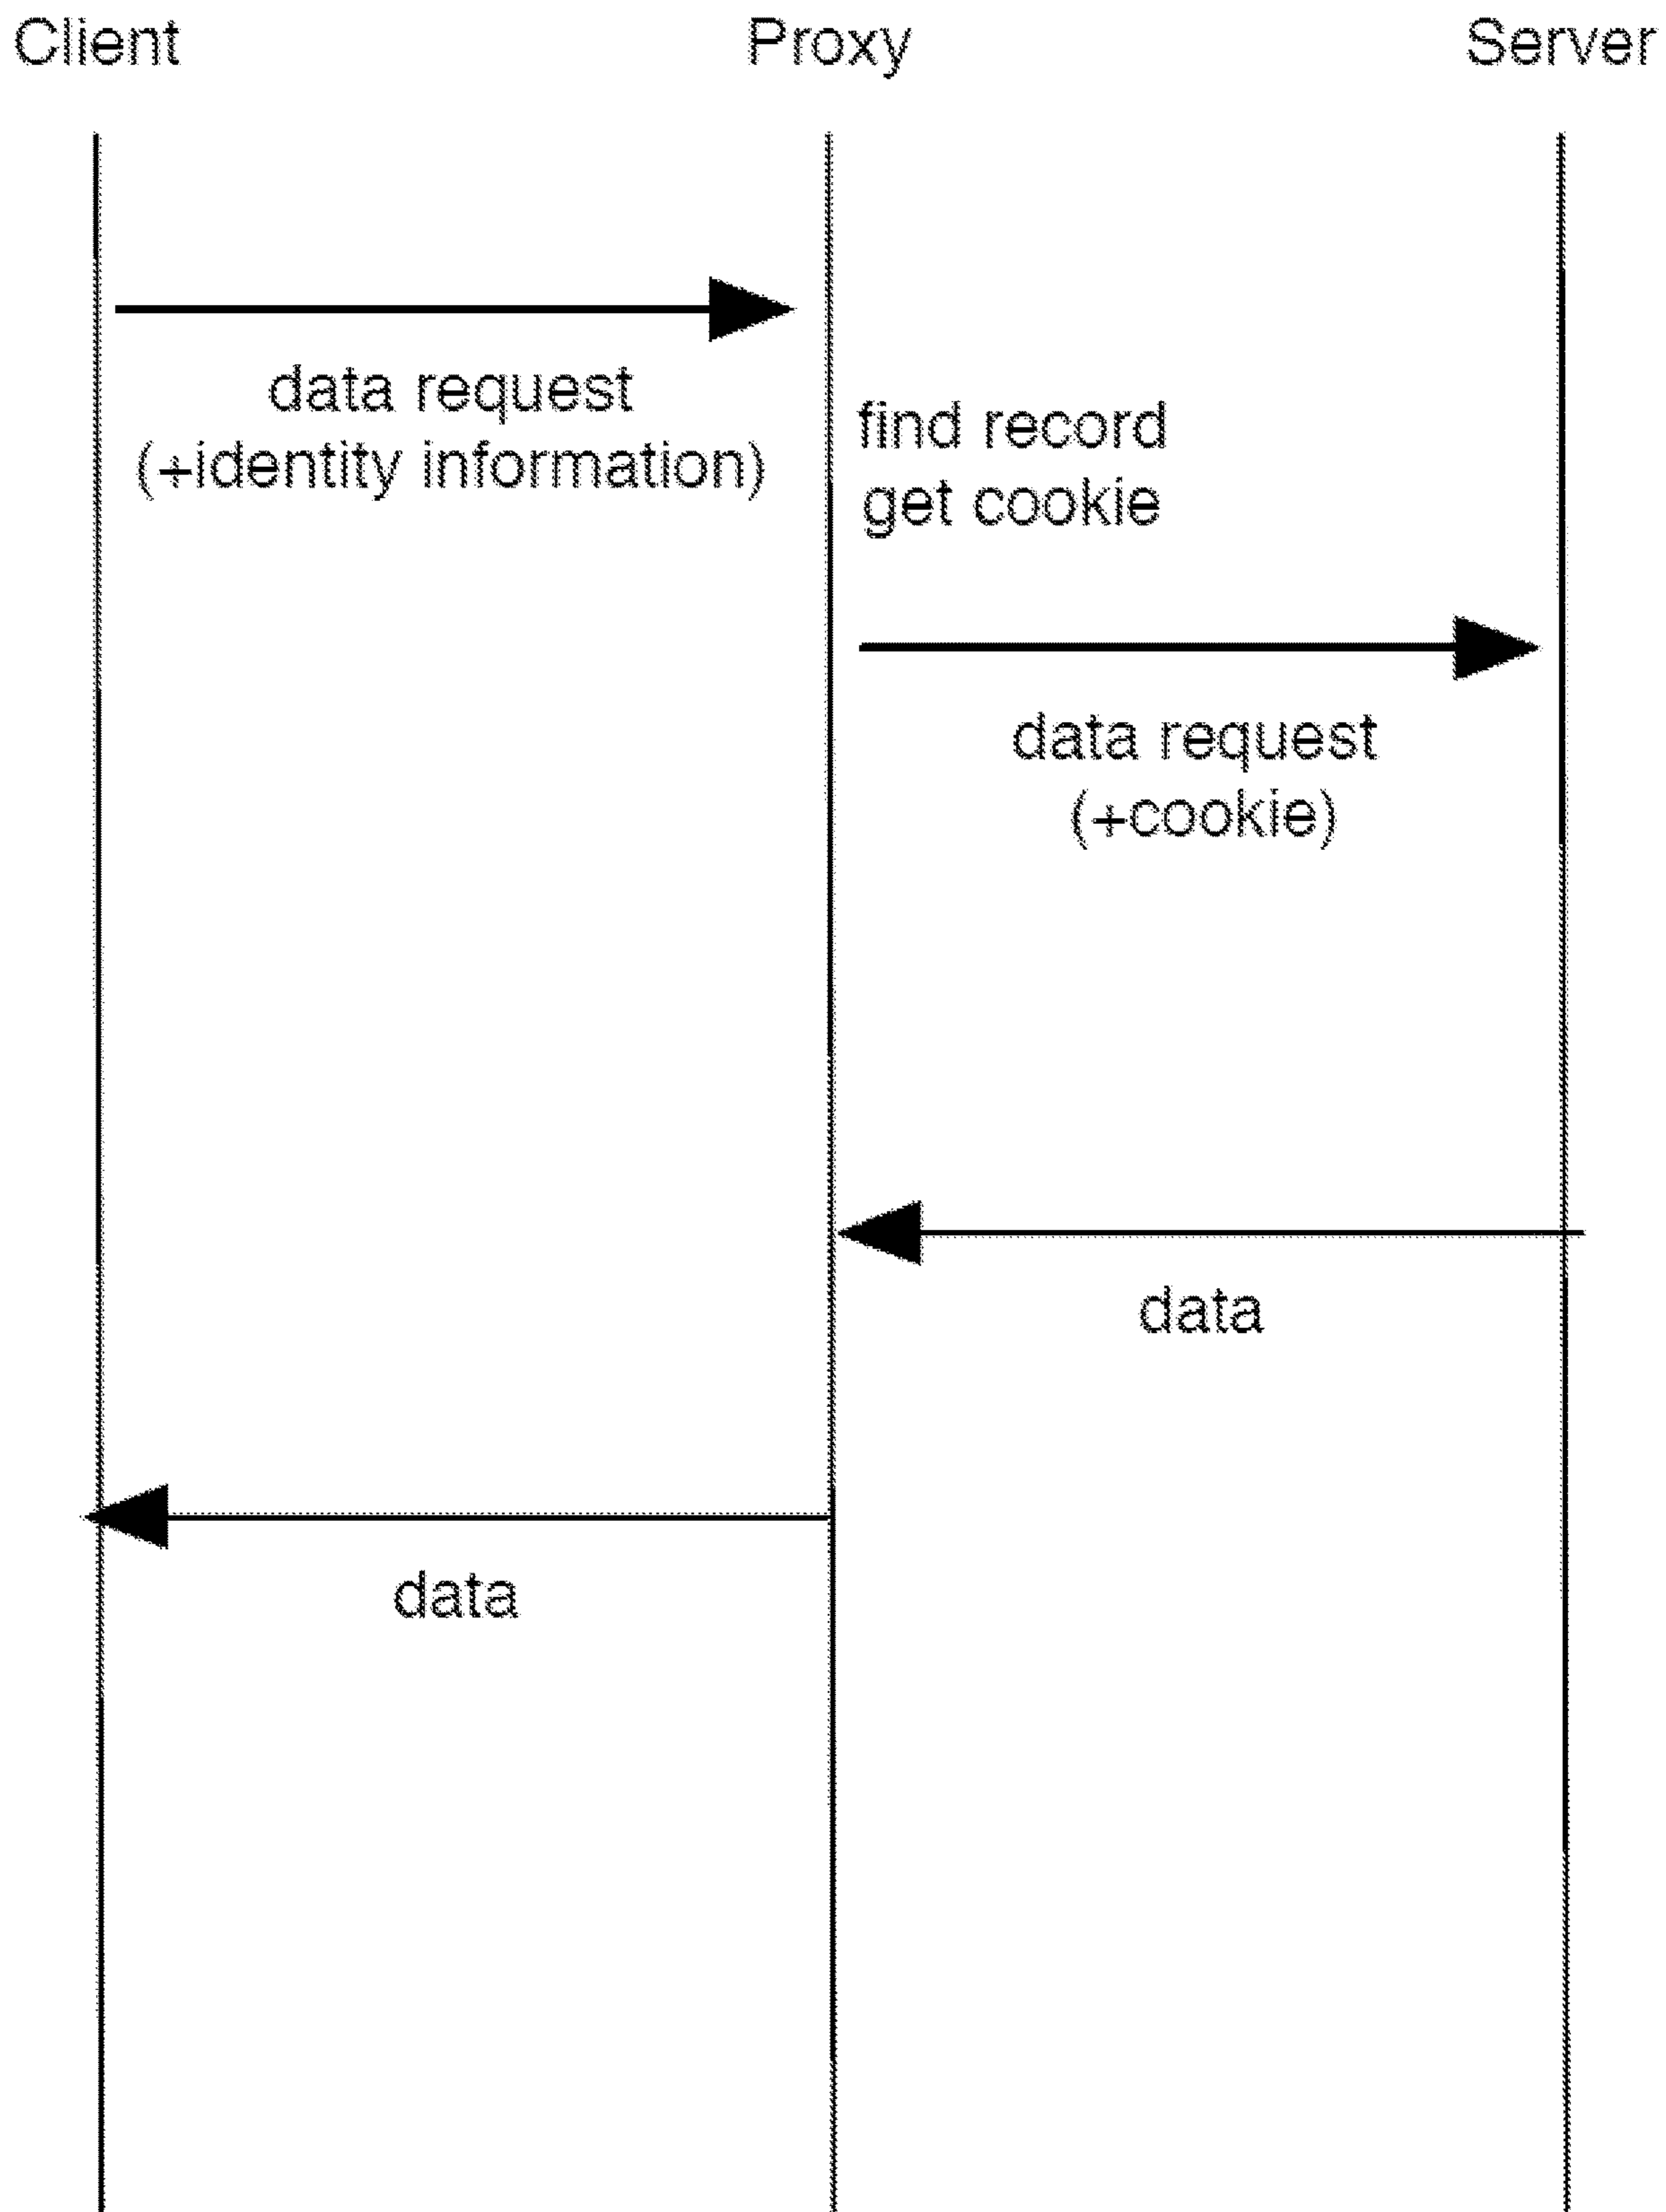 Client
Proxy
Server
data request
(+identity information)
find record
get cookie
data request
(+cookie)
data
data